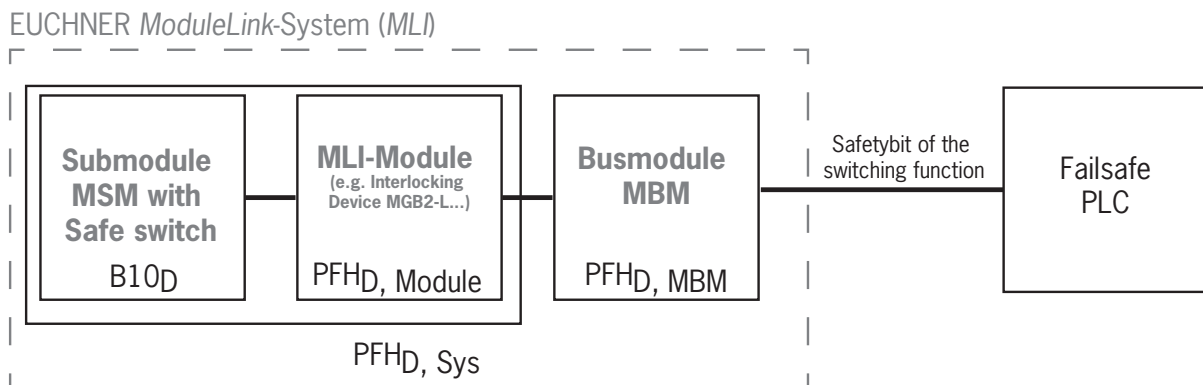 EUCHNER ModuleLink-System (MLI)
Submodule
MSM with
Safe switch
B10D
MLI-Module
(e.g. Interlocking
Device MGB2-L...)
PFHD, Module
Busmodule
MBM
PFHD, MBM
PFHD, Sys
Safetybit of the
switching function
Failsafe
PLC